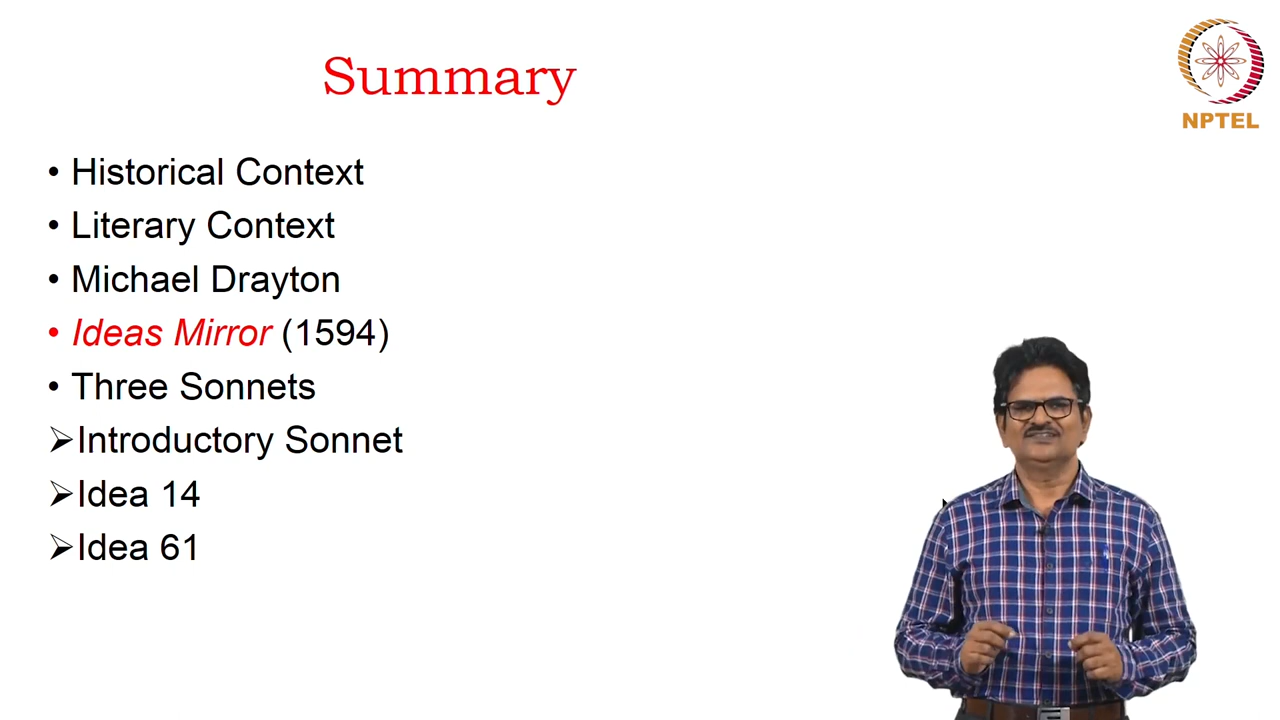 Summary
NPTEL
• Historical Context
• Literary Context
• Michael Drayton
• Ideas Mirror (1594)
• Three Sonnets
➢Introductory Sonnet
➢Idea 14
➢Idea 61